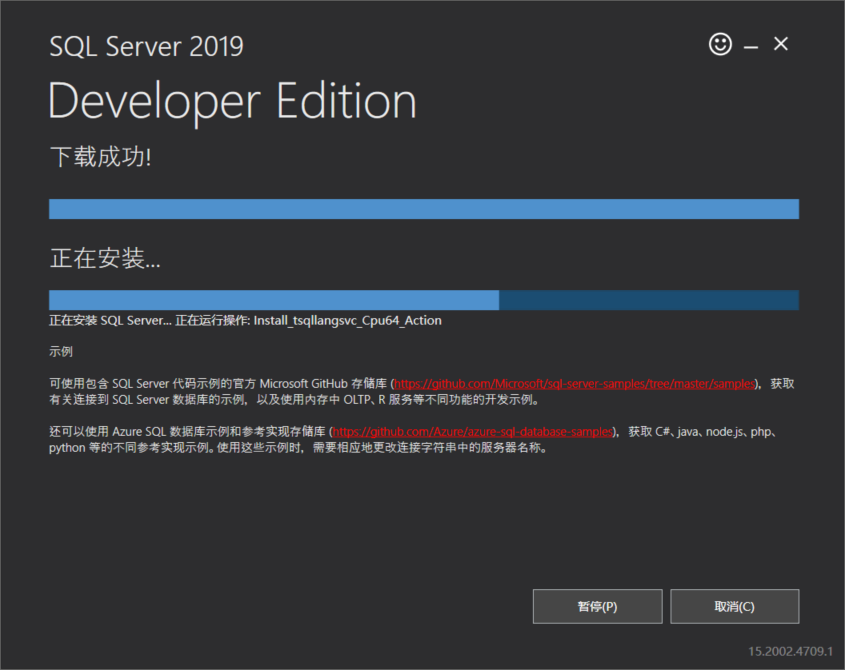 SQL Server 2019
Developer Edition
下载成功!
正在安装...
正在安装 SQL Server... 正在运行操作: Install_tsqllangsvc_Cpu64_Action
示例
可使用包含 SQL Server 代码示例的官方 Microsoft GitHub 存储库 (https://github.com/Microsoft/sql-server-samples/tree/master/samples)，获取
有关连接到 SQL Server 数据库的示例，以及使用内存中 OLTP、R 服务等不同功能的开发示例。
还可以使用 Azure SQL 数据库示例和参考实现存储库 (https://github.com/Azure/azure-sql-database-samples)，获取 C#、java、node.js、php、
python 等的不同参考实现示例。使用这些示例时，需要相应地更改连接字符串中的服务器名称。
暂停(P)
取消(C)
15.2002.4709.1